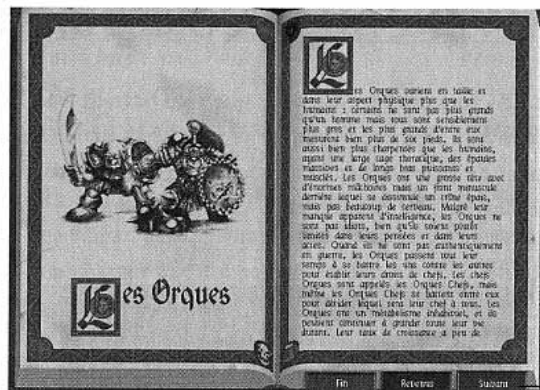 Les Orques
Les Orques varient en taille et
dans leur aspect physique plus que les
humains : certains ne sont pas plus grands
qu'un homme mais tous sont sensiblement
plus gros et les plus grands d'entre eux
mesurent bien plus de six pieds. Ils sont
aussi bien plus charpentés que les humains,
ayant une large cage thoracique, des épaules
massives et de longs bras puissants et
musclés. Les Orques ont une grosse tête avec
d'énormes mâchoires mais un front minuscule
derrière lequel se dissimule un crâne épais,
mais pas beaucoup de cerveau. Malgré leur
manque apparent d'intelligence, les Orques ne
sont pas idiots, bien qu'ils soient plutôt
limités dans leurs pensées et dans leurs
actes. Quand ils ne sont pas authentiquement
en guerre, les Orques passent tout leur
temps à se battre les uns contre les autres
pour établir leurs droits de chefs. Les chefs
Orques sont appelés les Orques Chefs, mais
même les Orques Chefs se battent entre eux
pour décider lequel sera leur chef à tous. Les
Orques ont un métabolisme inhabituel, et ils
peuvent continuer à grandir toute leur vie
durant. Leur taux de croissance a peu de
Fin
Retenus
Suivant